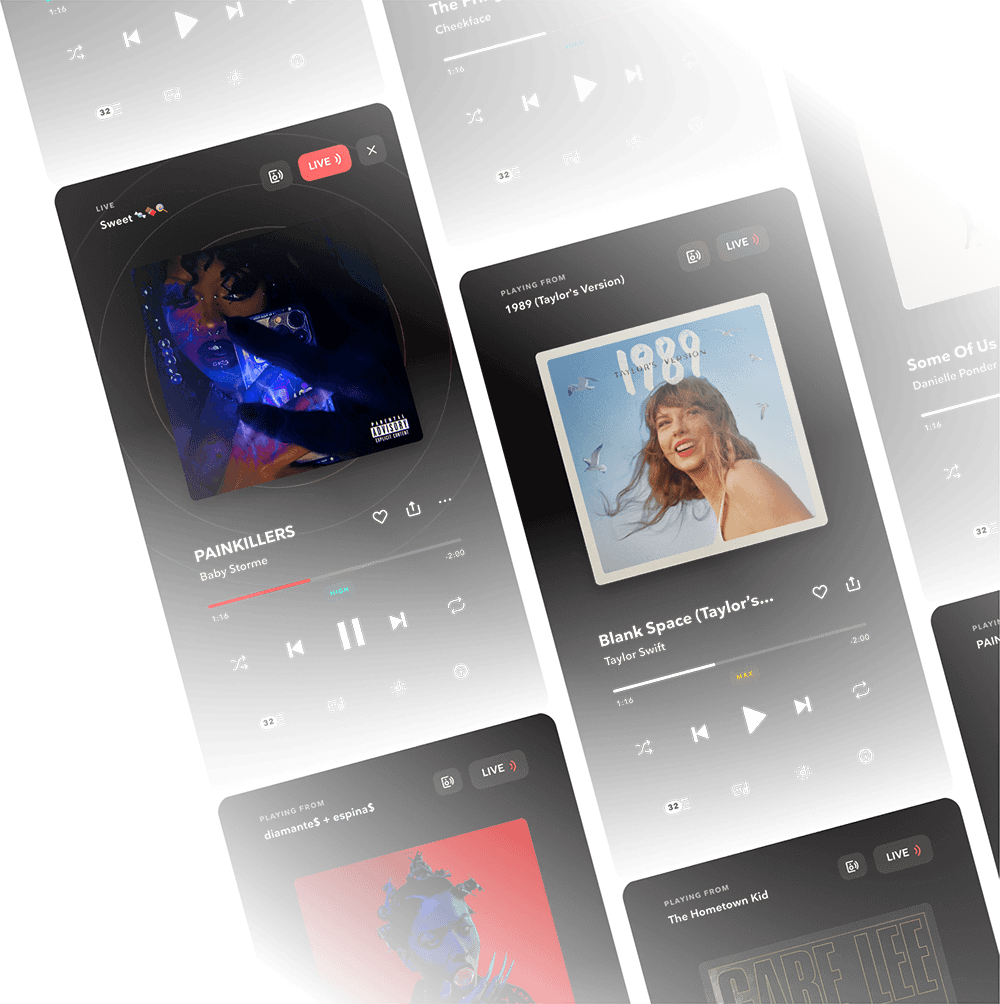 1:16
32
The Fring
Cheekface
1:16
32
LIVE
LIVE
Sweet
PARENTAL
ADVISORY
EXPLICIT CONTENT
PAINKILLERS
Baby Storme
1:16
-2:00
HIGH
32
LIVE
PLAYING FROM
1989 (Taylor's Version)
1989
TAYLOR'S VERSION
Blank Space (Taylor's...
Taylor Swift
1:16
-2:00
MAX
32
Some Of Us
Danielle Ponder
1:16
32
LIVE
PLAYING FROM
diamante$ + espina$
LIVE
PLAYING FROM
The Hometown Kid
GABE LEE
PLAYING
PAIN